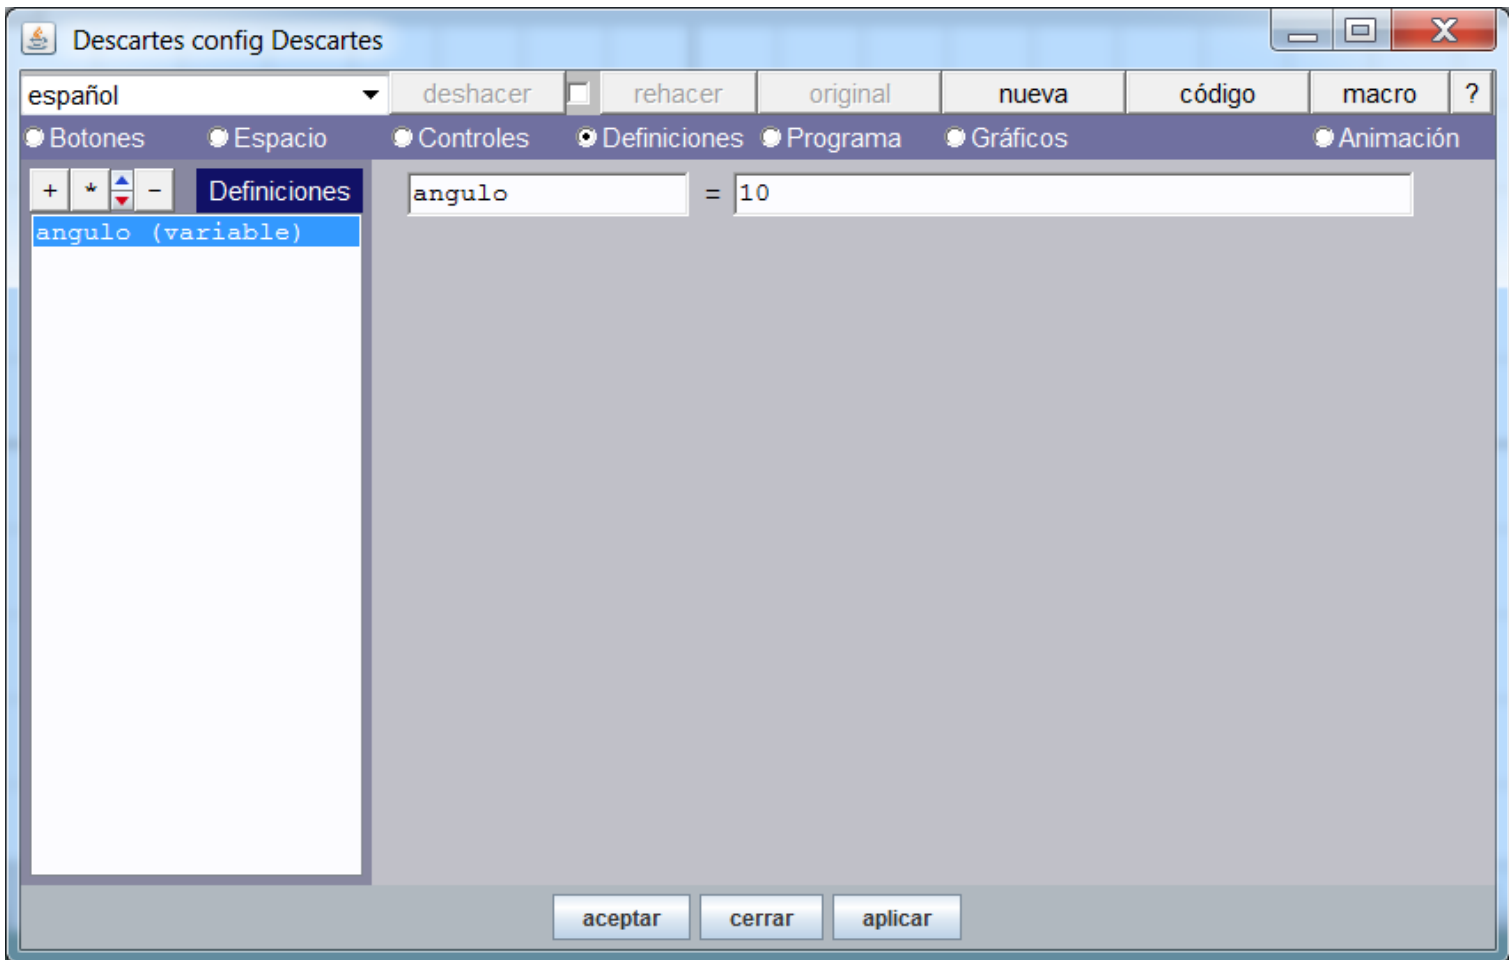 Descartes config Descartes
español deshacer rehacer original nueva código macro ?
Botones Espacio Controles Definiciones Programa Gráficos Animación
+ * - Definiciones angulo = 10
angulo (variable)
aceptar cerrar aplicar